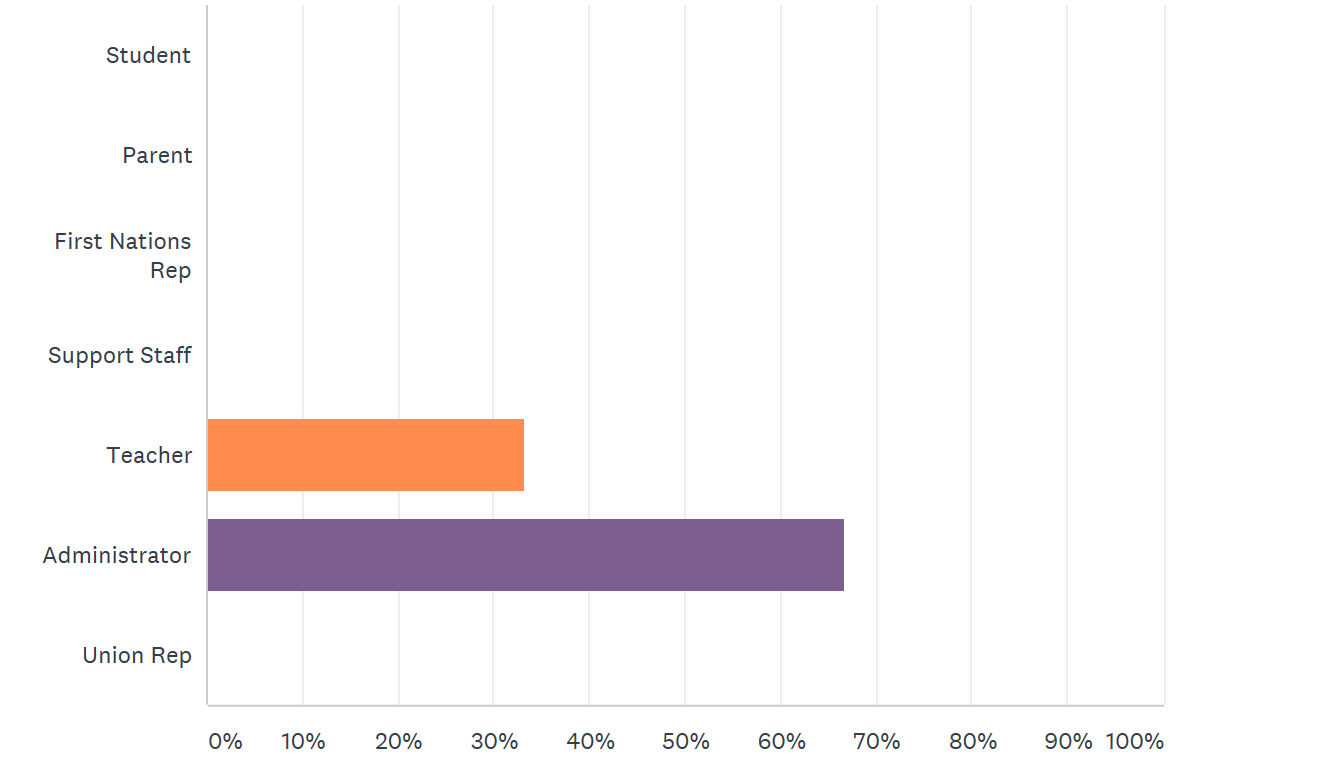 Student
Parent
First Nations
Rep
Support Staff
Teacher
Administrator
Union Rep
0% 10% 20% 30% 40% 50% 60% 70% 80% 90% 100%